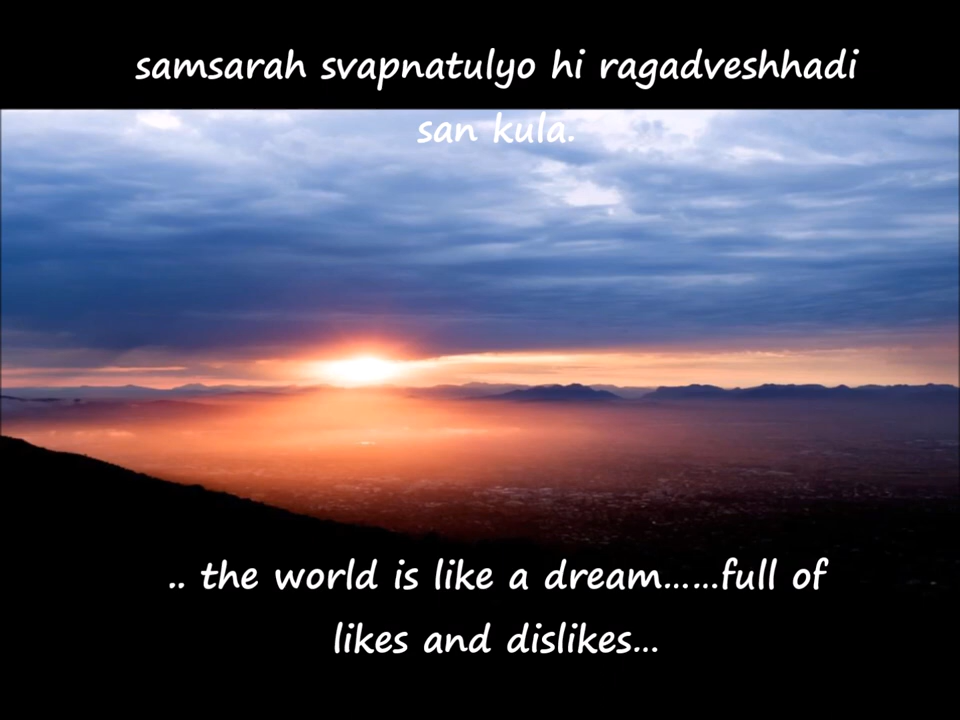 samsarah svapnatulyo hi ragadveshhadi
san kula.
.. the world is like a dream......full of
likes and dislikes...